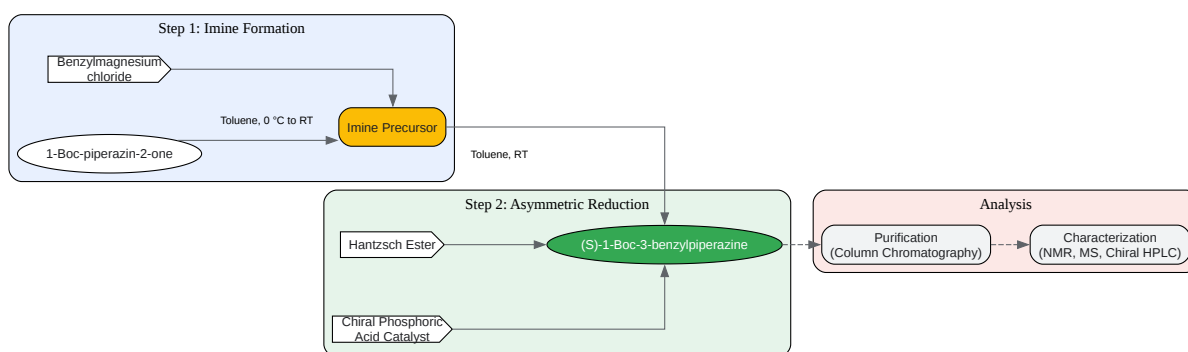 Step 1: Imine Formation
Benzylmagnesium
chloride
Toluene, 0 °C to RT
Imine Precursor
1-Boc-piperazin-2-one
Toluene, RT
Step 2: Asymmetric Reduction
Hantzsch Ester
(S)-1-Boc-3-benzylpiperazine
Chiral Phosphoric
Acid Catalyst
Analysis
Purification
(Column Chromatography)
Characterization
(NMR, MS, Chiral HPLC)